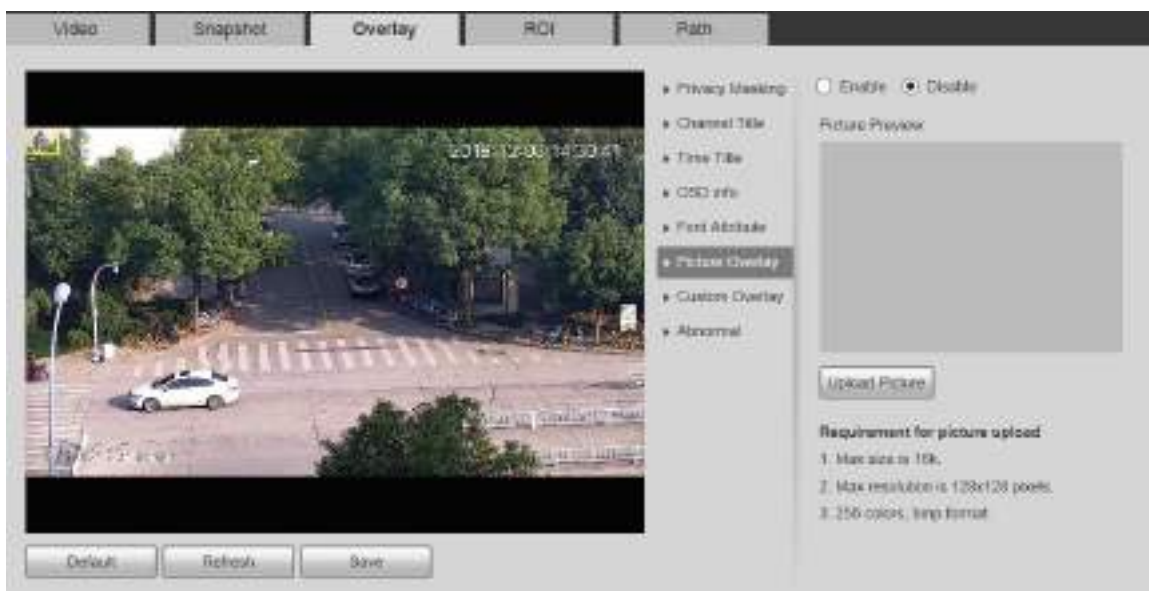 Video Snapshot Overlay ROI Path
Privacy Masking
Channel Title
Time Title
OSD Info
Font Attribute
Picture Overlay
Custom Overlay
Abnormal
Enable Disable
Picture Preview
Upload Picture
Requirement for picture upload
1. Max size is 16k.
2. Max resolution is 128x128 pixels.
3. 256 colors, bmp format
Default Refresh Save